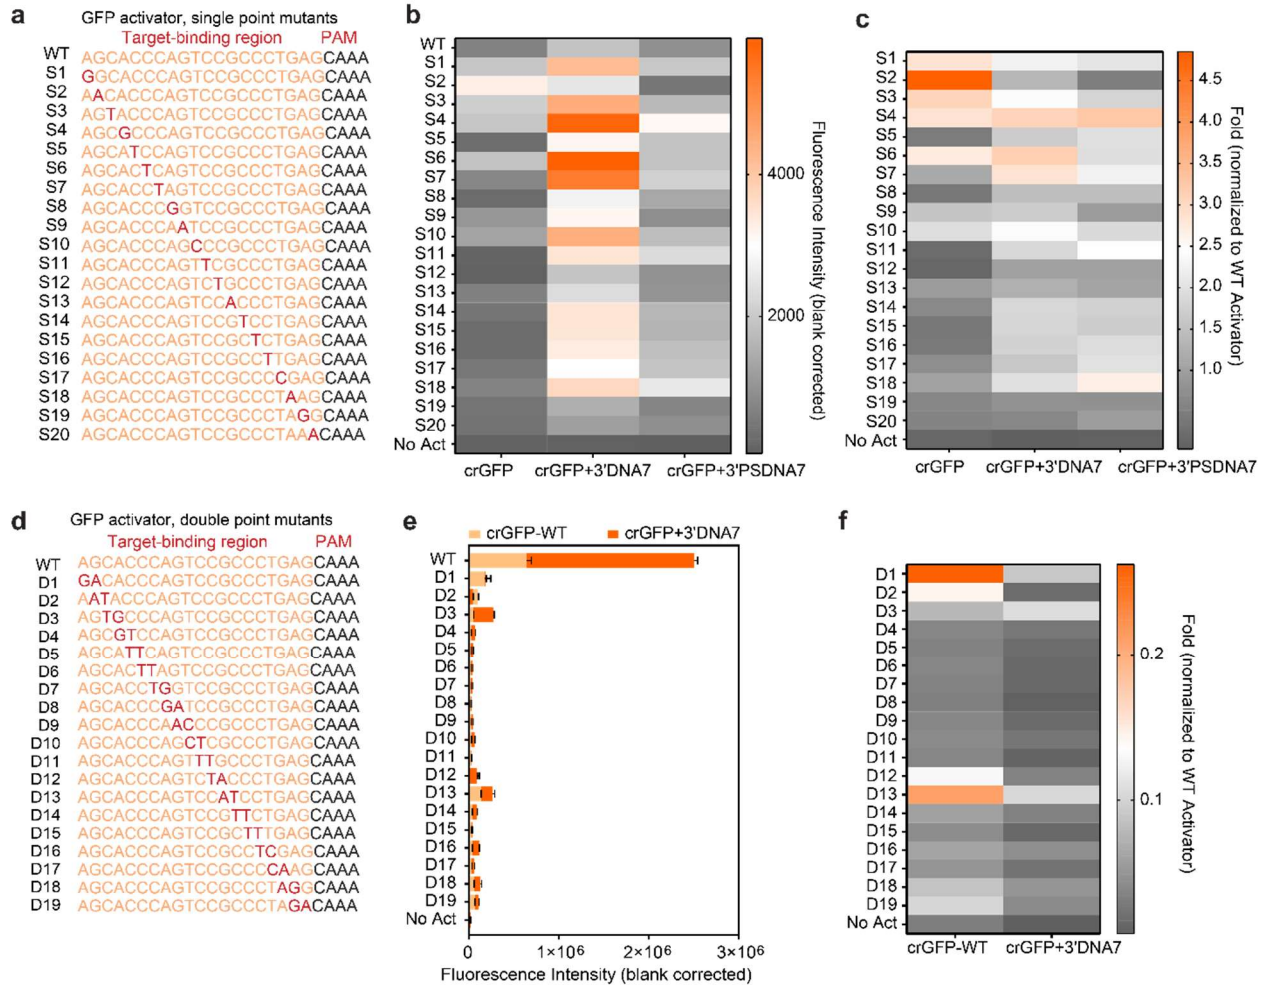 a
GFP activator, single point mutants
Target-binding region PAM
WT AGCACCCAGTCCGCCCTGAGCAAA
S1 GGCACCCAGTCCGCCCTGAGCAAA
S2 AACACCCAGTCCGCCCTGAGCAAA
S3 AGTACCCAGTCCGCCCTGAGCAAA
S4 AGCGCCCAGTCCGCCCTGAGCAAA
S5 AGCATCCAGTCCGCCCTGAGCAAA
S6 AGCACTCAGTCCGCCCTGAGCAAA
S7 AGCACCTAGTCCGCCCTGAGCAAA
S8 AGCACCCGGTCCGCCCTGAGCAAA
S9 AGCACCCAATCCGCCCTGAGCAAA
S10 AGCACCCAGCCCGCCCTGAGCAAA
S11 AGCACCCAGTTCGCCCTGAGCAAA
S12 AGCACCCAGTCTGCCCTGAGCAAA
S13 AGCACCCAGTCCACCCTGAGCAAA
S14 AGCACCCAGTCCGTCCTGAGCAAA
S15 AGCACCCAGTCCGCTCTGAGCAAA
S16 AGCACCCAGTCCGCCTTGAGCAAA
S17 AGCACCCAGTCCGCCCCGAGCAAA
S18 AGCACCCAGTCCGCCCTAAGCAAA
S19 AGCACCCAGTCCGCCCTAGGCAAA
S20 AGCACCCAGTCCGCCCTAAACAAA
b
WT
S1
S2
S3
S4
S5
S6
S7
S8
S9
S10
S11
S12
S13
S14
S15
S16
S17
S18
S19
S20
No Act
crGFP crGFP+3'DNA7 crGFP+3'PSDNA7
4000
2000
Fluorescence Intensity (blank corrected)
c
S1
S2
S3
S4
S5
S6
S7
S8
S9
S10
S11
S12
S13
S14
S15
S16
S17
S18
S19
S20
No Act
crGFP crGFP+3'DNA7 crGFP+3'PSDNA7
4.5
4.0
3.5
3.0
2.5
2.0
1.5
1.0
Fold (normalized to WT Activator)
d
GFP activator, double point mutants
Target-binding region PAM
WT AGCACCCAGTCCGCCCTGAGCAAA
D1 GACACCCAGTCCGCCCTGAGCAAA
D2 AATACCCAGTCCGCCCTGAGCAAA
D3 AGTGCCCAGTCCGCCCTGAGCAAA
D4 AGCGTCCAGTCCGCCCTGAGCAAA
D5 AGCATTCAGTCCGCCCTGAGCAAA
D6 AGCACTTAGTCCGCCCTGAGCAAA
D7 AGCACCTGGTCCGCCCTGAGCAAA
D8 AGCACCCGATCCGCCCTGAGCAAA
D9 AGCACCCAACCCGCCCTGAGCAAA
D10 AGCACCCAGCTCGCCCTGAGCAAA
D11 AGCACCCAGTTTGCCCTGAGCAAA
D12 AGCACCCAGTCTACCCTGAGCAAA
D13 AGCACCCAGTCCATCCTGAGCAAA
D14 AGCACCCAGTCCGTTCTGAGCAAA
D15 AGCACCCAGTCCGCTTTGAGCAAA
D16 AGCACCCAGTCCGCCTCGAGCAAA
D17 AGCACCCAGTCCGCCCCAAGCAAA
D18 AGCACCCAGTCCGCCCTAGGCAAA
D19 AGCACCCAGTCCGCCCTAGACAAA
e
crGFP-WT crGFP+3'DNA7
WT
D1
D2
D3
D4
D5
D6
D7
D8
D9
D10
D11
D12
D13
D14
D15
D16
D17
D18
D19
No Act
0 1×10⁶ 2×10⁶ 3×10⁶
Fluorescence Intensity (blank corrected)
f
D1
D2
D3
D4
D5
D6
D7
D8
D9
D10
D11
D12
D13
D14
D15
D16
D17
D18
D19
No Act
crGFP-WT crGFP+3'DNA7
0.2
0.1
Fold (normalized to WT Activator)